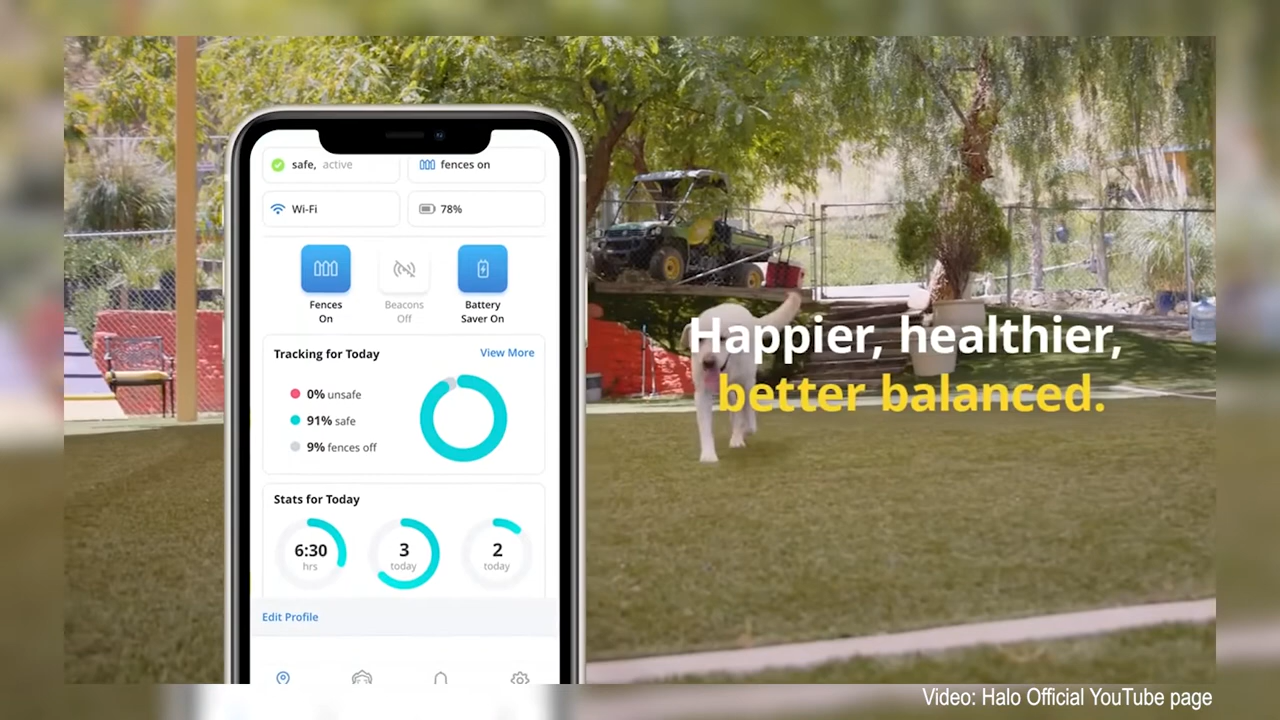 safe, active
fences on
Wi-Fi
78%
Fences
On
Beacons
Off
Battery
Saver On
Tracking for Today
View More
0% unsafe
91% safe
9% fences off
Stats for Today
6:30
hrs
3
today
2
today
Edit Profile
Happier, healthier,
better balanced.
Video: Halo Official YouTube page